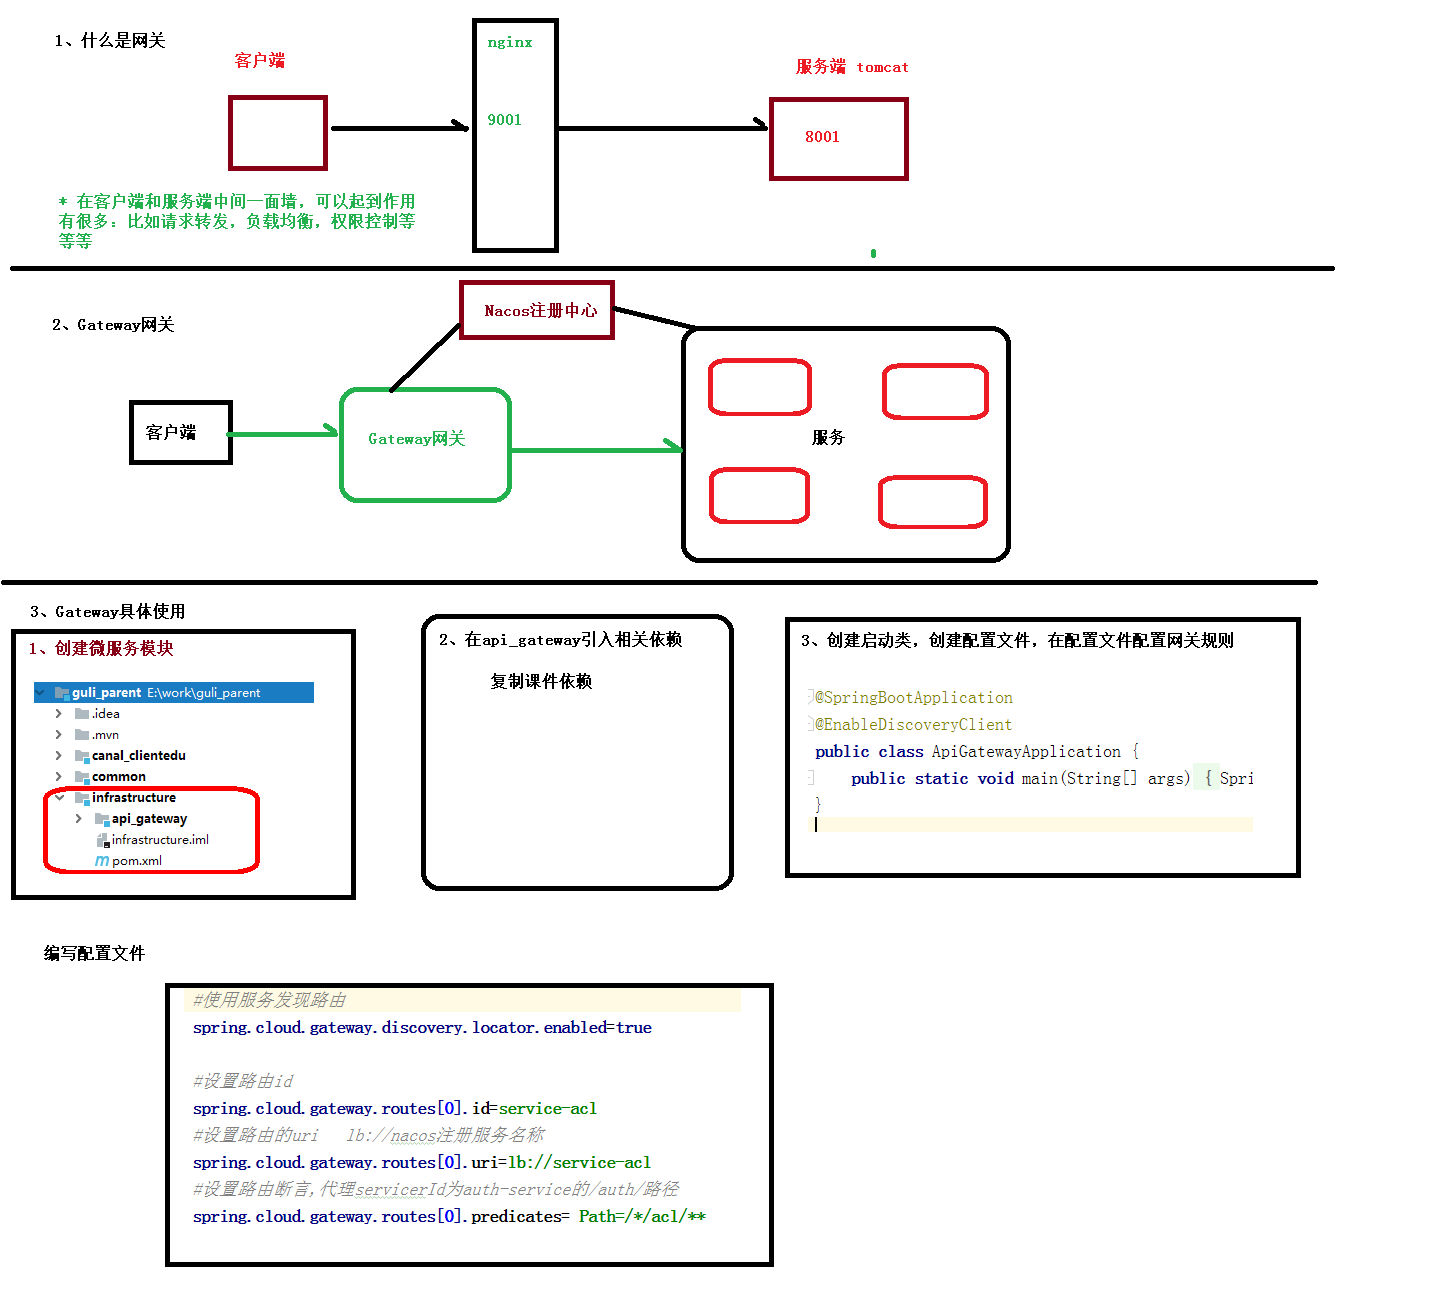 1、什么是网关
客户端
nginx
9001
服务端 tomcat
8001
* 在客户端和服务端中间一面墙，可以起到作用
有很多：比如请求转发，负载均衡，权限控制等
等等
2、Gateway网关
Nacos注册中心
客户端
Gateway网关
服务
3、Gateway具体使用
1、创建微服务模块
guli_parent E:\work\guli_parent
.idea
.mvn
canal_clientedu
common
infrastructure
api_gateway
infrastructure.iml
pom.xml
2、在api_gateway引入相关依赖
复制课件依赖
3、创建启动类，创建配置文件，在配置文件配置网关规则
@SpringBootApplication
@EnableDiscoveryClient
public class ApiGatewayApplication {
public static void main(String[] args) { Spri
}
编写配置文件
#使用服务发现路由
spring.cloud.gateway.discovery.locator.enabled=true
#设置路由id
spring.cloud.gateway.routes[0].id=service-acl
#设置路由的uri lb://nacos注册服务名称
spring.cloud.gateway.routes[0].uri=lb://service-acl
#设置路由断言,代理servicerId为auth-service的/auth/路径
spring.cloud.gateway.routes[0].predicates= Path=/*/acl/**